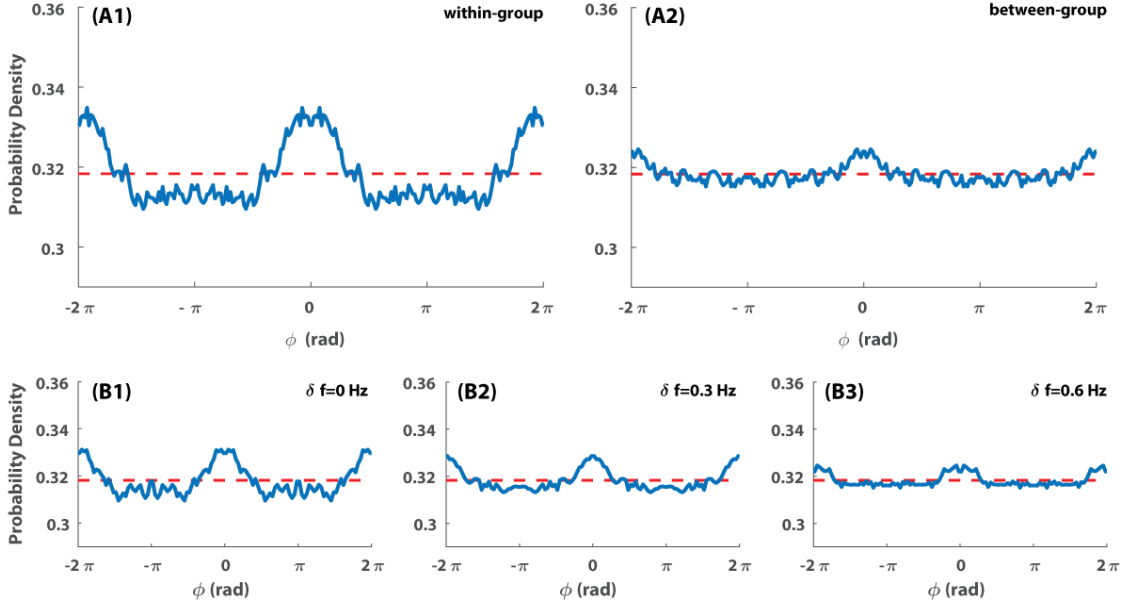 (A1)
within-group
Probability Density
0.36
0.34
0.32
0.3
-2 π
- π
0
π
2 π
ϕ (rad)
(A2)
between-group
0.36
0.34
0.32
0.3
-2 π
- π
0
π
2 π
ϕ (rad)
(B1)
δ f=0 Hz
Probability Density
0.36
0.34
0.32
0.3
-2 π
-π
0
π
2 π
ϕ (rad)
(B2)
δ f=0.3 Hz
0.36
0.34
0.32
0.3
-2 π
-π
0
π
2 π
ϕ (rad)
(B3)
δ f=0.6 Hz
0.36
0.34
0.32
0.3
-2 π
-π
0
π
2 π
ϕ (rad)